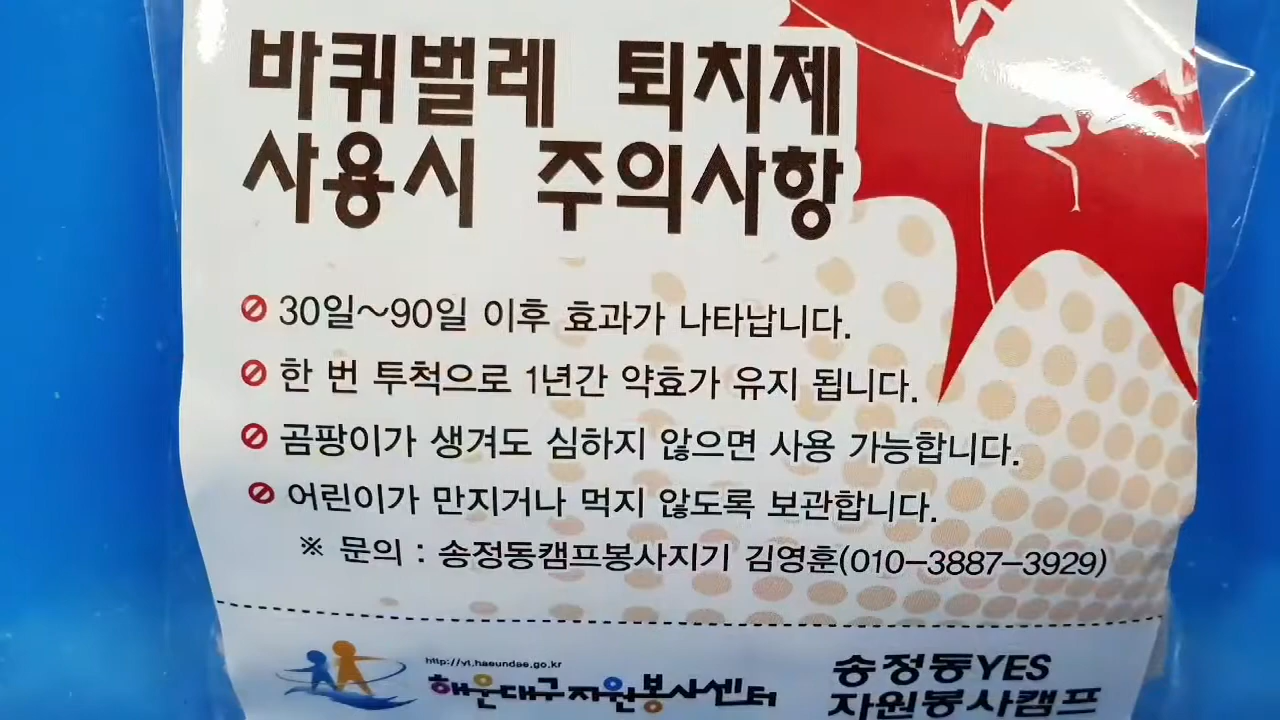 바퀴벌레 퇴치제
사용시 주의사항
30일~90일 이후 효과가 나타납니다.
한 번 투척으로 1년간 약효가 유지 됩니다.
곰팡이가 생겨도 심하지 않으면 사용 가능합니다.
어린이가 만지거나 먹지 않도록 보관합니다.
※ 문의 : 송정동캠프봉사지기 김영훈(010-3887-3929)
http://vt.haeundae.go.kr
해운대구자원봉사센터
송정동YES
자원봉사캠프